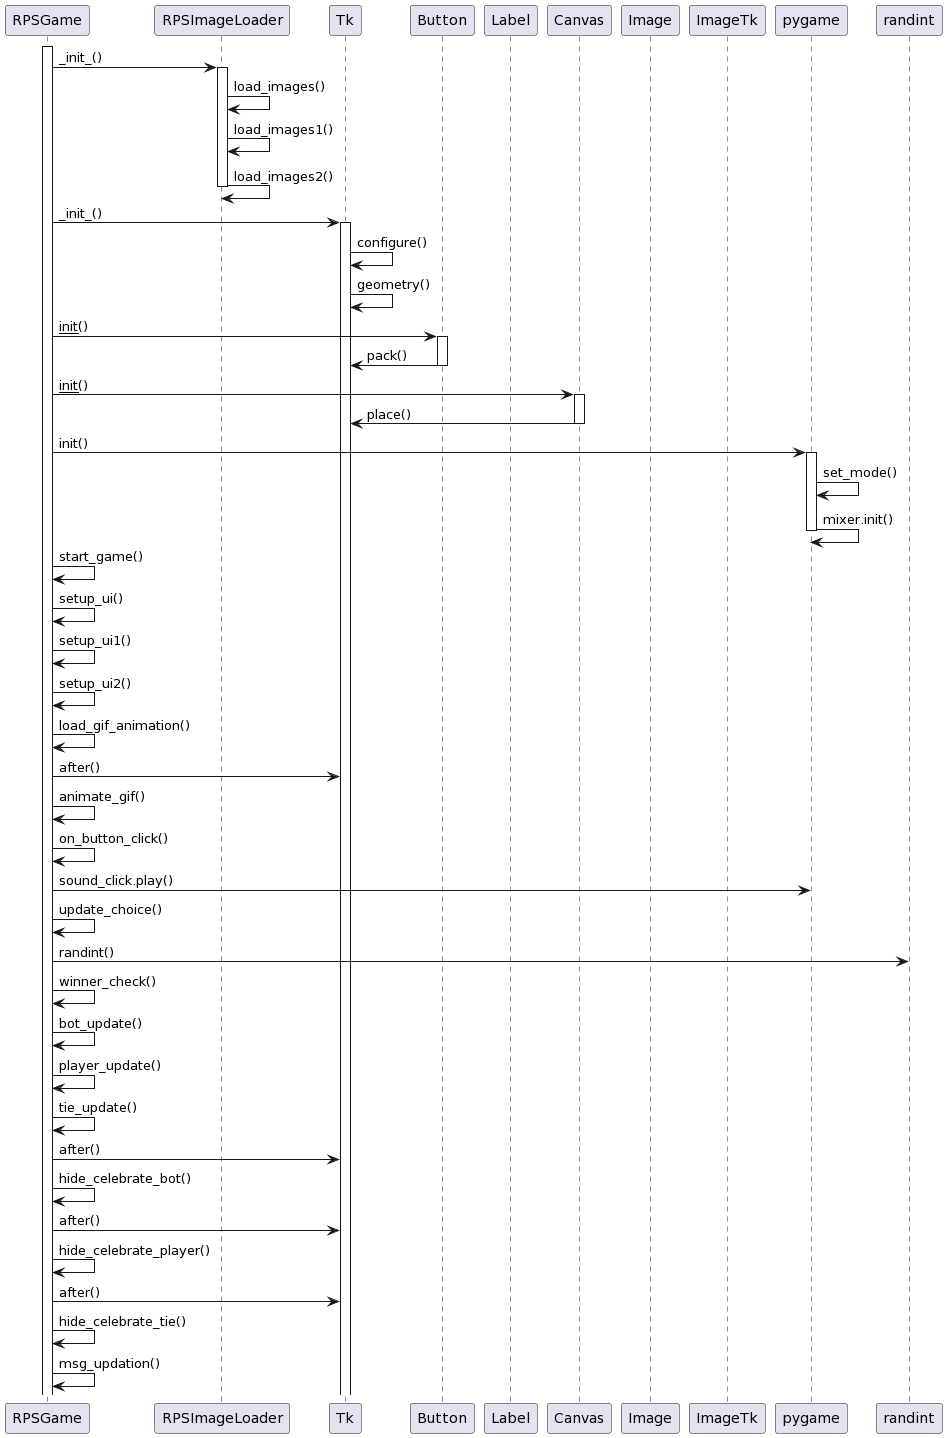 RPSGame RPSImageLoader Tk Button Label Canvas Image ImageTk pygame randint
_init_()
load_images()
load_images1()
load_images2()
_init_()
configure()
geometry()
init()
pack()
init()
place()
init()
set_mode()
mixer.init()
start_game()
setup_ui()
setup_ui1()
setup_ui2()
load_gif_animation()
after()
animate_gif()
on_button_click()
sound_click.play()
update_choice()
randint()
winner_check()
bot_update()
player_update()
tie_update()
after()
hide_celebrate_bot()
after()
hide_celebrate_player()
after()
hide_celebrate_tie()
msg_updation()
RPSGame RPSImageLoader Tk Button Label Canvas Image ImageTk pygame randint